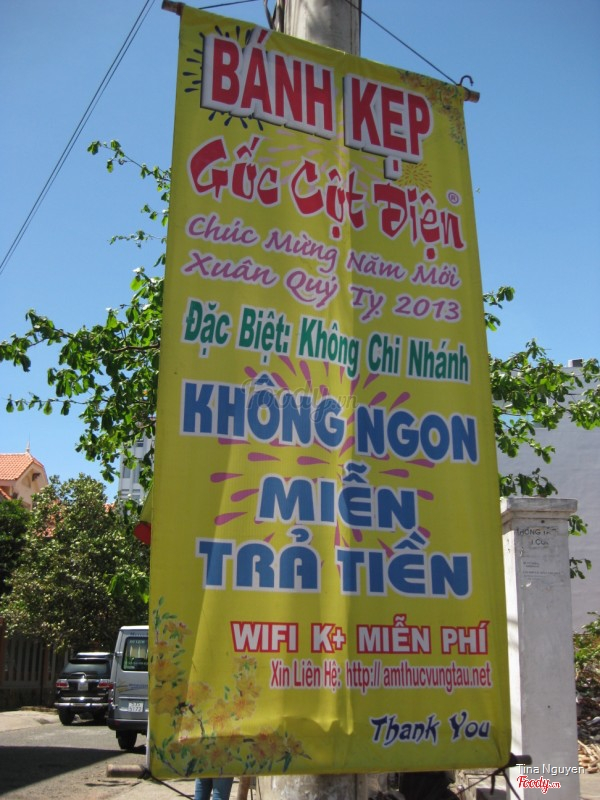 BÁNH KẸP
Gốc Cột Điện ®
Chúc Mừng Năm Mới
Xuân Quý Tỵ 2013
Đặc Biệt: Không Chi Nhánh
Foody.vn
KHÔNG NGON
MIỄN
TRẢ TIỀN
WIFI K+ MIỄN PHÍ
Xin Liên Hệ: http://amthucvungtau.net
Thank You
Tina Nguyen
Foody.vn